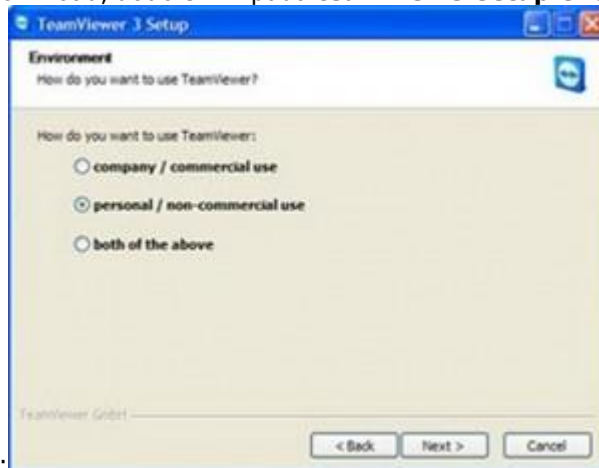 TeamViewer 3 Setup
Environment
How do you want to use TeamViewer?
How do you want to use TeamViewer:
company / commercial use
personal / non-commercial use
both of the above
TeamViewer GmbH
< Back Next > Cancel